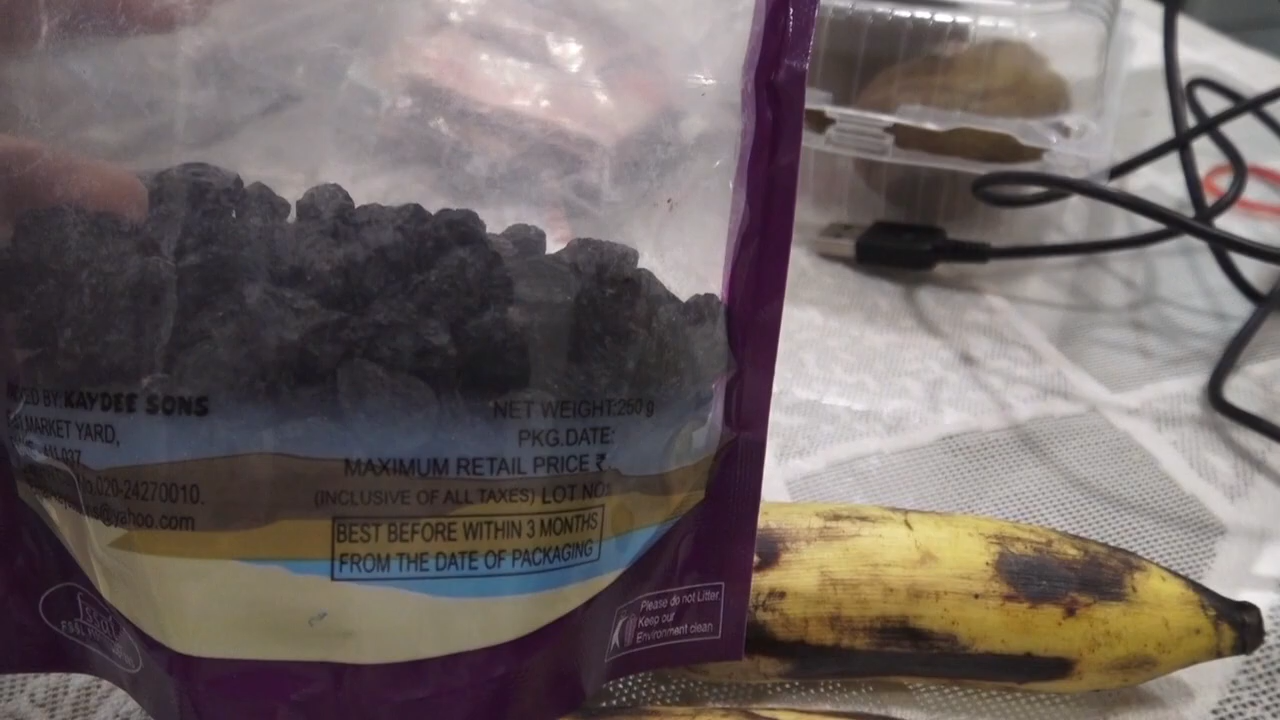 KAYDEE SONS
MARKET YARD,
020-24270010.
@yahoo.com
NET WEIGHT:250 g
PKG.DATE:
MAXIMUM RETAIL PRICE ₹.
(INCLUSIVE OF ALL TAXES) LOT NO:
BEST BEFORE WITHIN 3 MONTHS
FROM THE DATE OF PACKAGING
Please do not Litter
Keep our
Environment clean